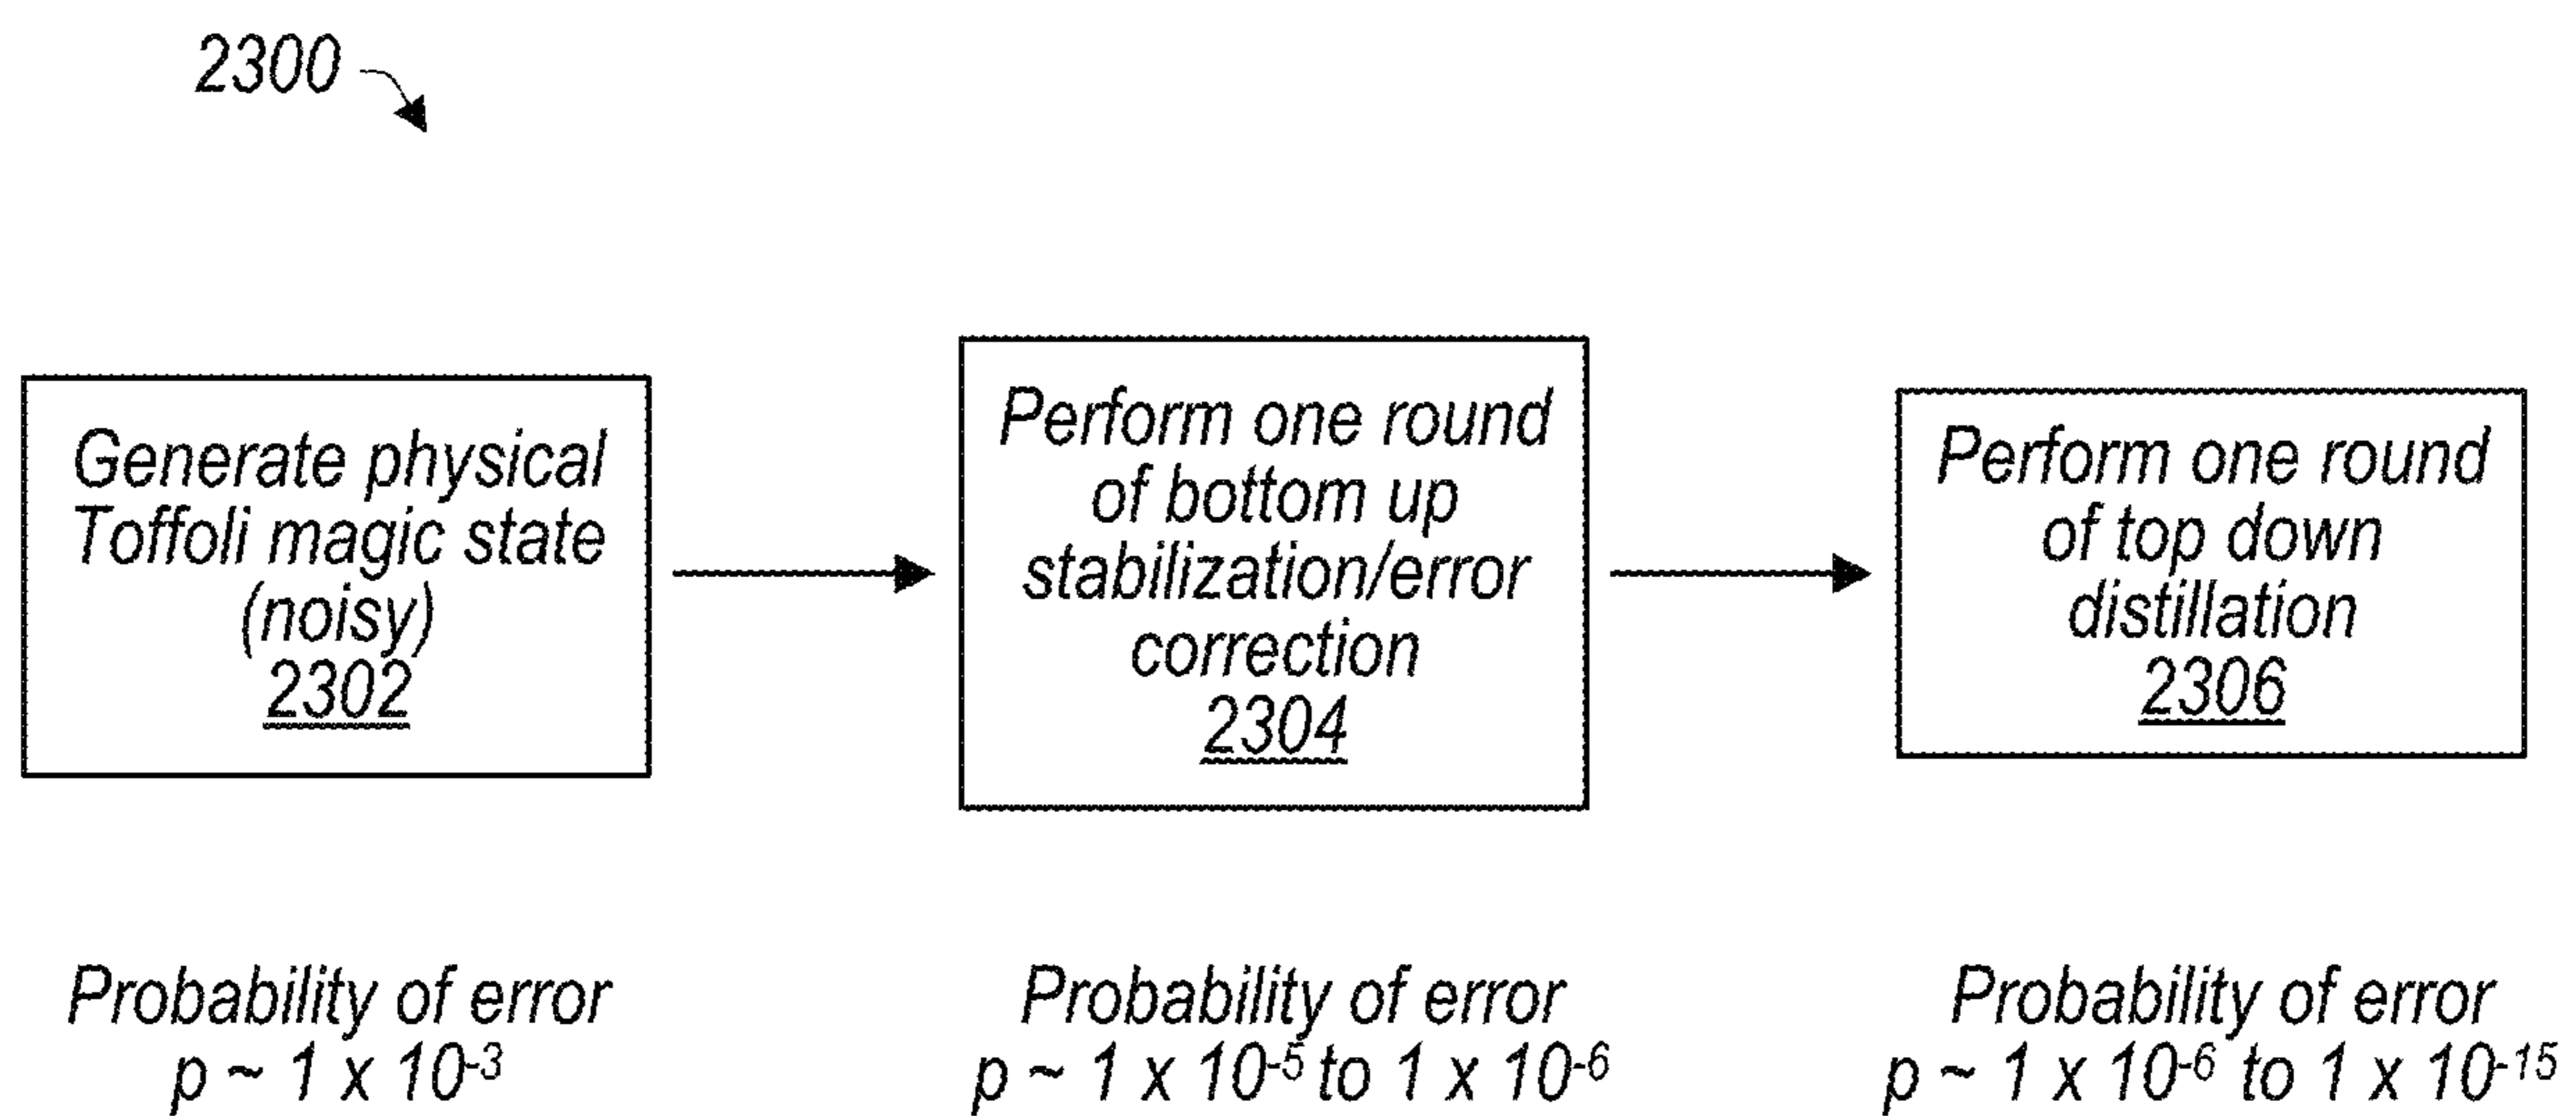 2300
Generate physical
Toffoli magic state
(noisy)
2302
Perform one round
of bottom up
stabilization/error
correction
2304
Perform one round
of top down
distillation
2306
Probability of error
p ~ 1 x 10⁻³
Probability of error
p ~ 1 x 10⁻⁵ to 1 x 10⁻⁶
Probability of error
p ~ 1 x 10⁻⁶ to 1 x 10⁻¹⁵